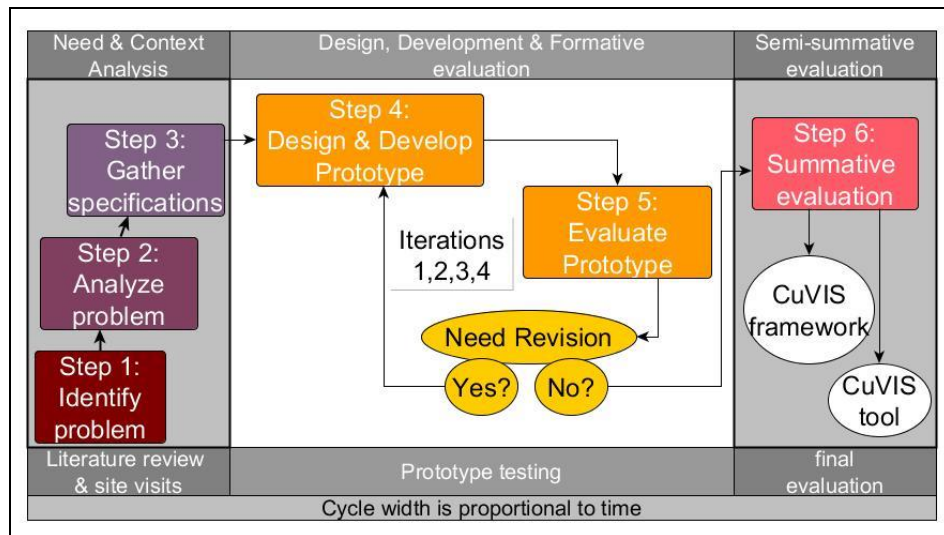 Need & Context
Analysis
Design, Development & Formative
evaluation
Semi-summative
evaluation
Step 3:
Gather
specifications
Step 4:
Design & Develop
Prototype
Step 6:
Summative
evaluation
Step 5:
Evaluate
Prototype
Iterations
1,2,3,4
Step 2:
Analyze
problem
CuVIS
framework
Need Revision
Yes?
No?
Step 1:
Identify
problem
CuVIS
tool
Literature review
& site visits
Prototype testing
final
evaluation
Cycle width is proportional to time